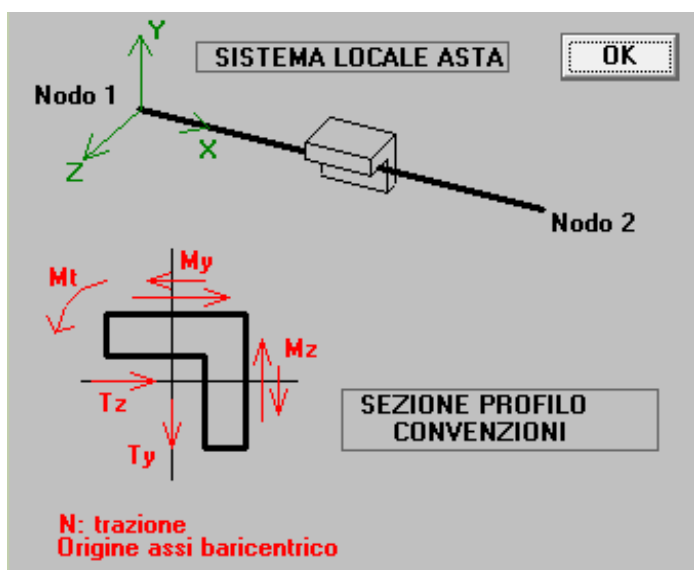 Y
SISTEMA LOCALE ASTA
OK
Nodo 1
X
Z
Nodo 2
My
Mt
Mz
Tz
Ty
SEZIONE PROFILO
CONVENZIONI
N: trazione
Origine assi baricentrico